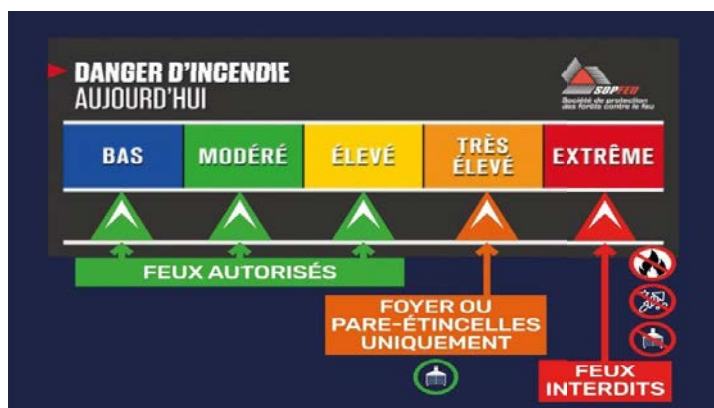 DANGER D'INCENDIE
AUJOURD'HUI
SOPFEU
Société de protection
des forêts contre le feu
BAS
MODÉRÉ
ÉLEVÉ
TRÈS
ÉLEVÉ
EXTRÊME
FEUX AUTORISÉS
FOYER OU
PARE-ÉTINCELLES
UNIQUEMENT
FEUX
INTERDITS